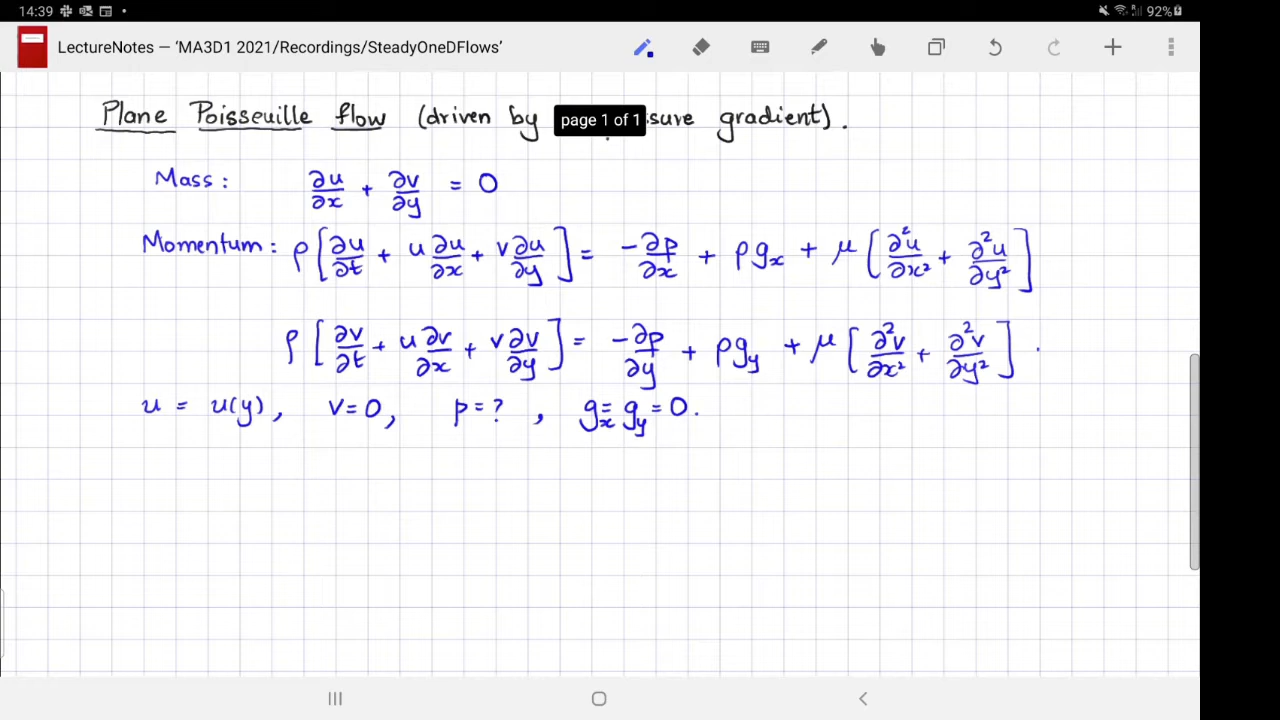 14:39 92%
LectureNotes — ‘MA3D1 2021/Recordings/SteadyOneDFlows’
Plane Poisseuille flow (driven by sure gradient).
page 1 of 1
Mass: ∂u/∂x + ∂v/∂y = 0
Momentum: ρ[∂u/∂t + u ∂u/∂x + v ∂u/∂y] = -∂p/∂x + ρg_x + μ[∂²u/∂x² + ∂²u/∂y²]
ρ[∂v/∂t + u ∂v/∂x + v ∂v/∂y] = -∂p/∂y + ρg_y + μ[∂²v/∂x² + ∂²v/∂y²].
u = u(y), v=0, p=?, g_x = g_y = 0.